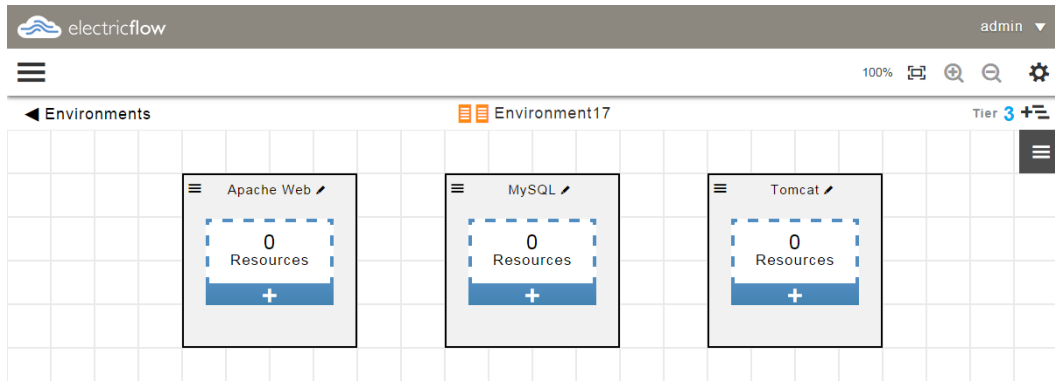 electricflow
admin
100%
Environments
Environment17
Tier 3
Apache Web
MySQL
Tomcat
0
Resources
0
Resources
0
Resources